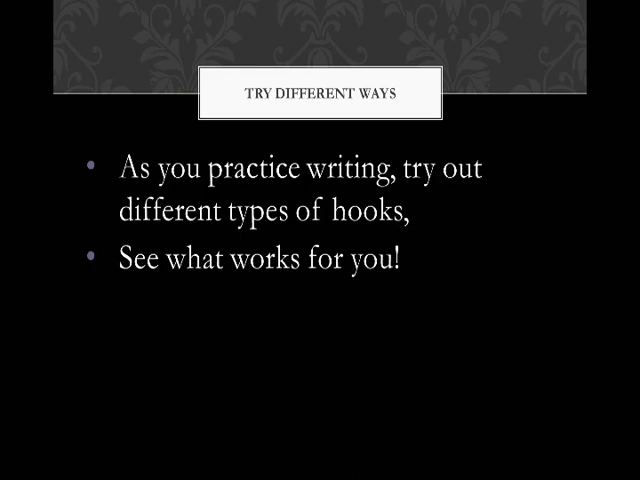 TRY DIFFERENT WAYS
• As you practice writing, try out
different types of hooks,
• See what works for you!